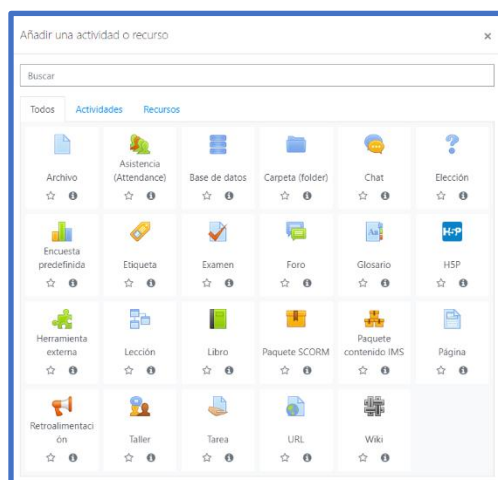 Añadir una actividad o recurso
×
Buscar
Todos Actividades Recursos
Archivo
Asistencia
(Attendance)
Base de datos
Carpeta (folder)
Chat
Elección
Encuesta
predefinida
Etiqueta
Examen
Foro
Aa
Glosario
H5P
H5P
Herramienta
externa
Lección
Libro
Paquete SCORM
Paquete
contenido IMS
Página
Retroalimentaci
ón
Taller
Tarea
URL
Wiki